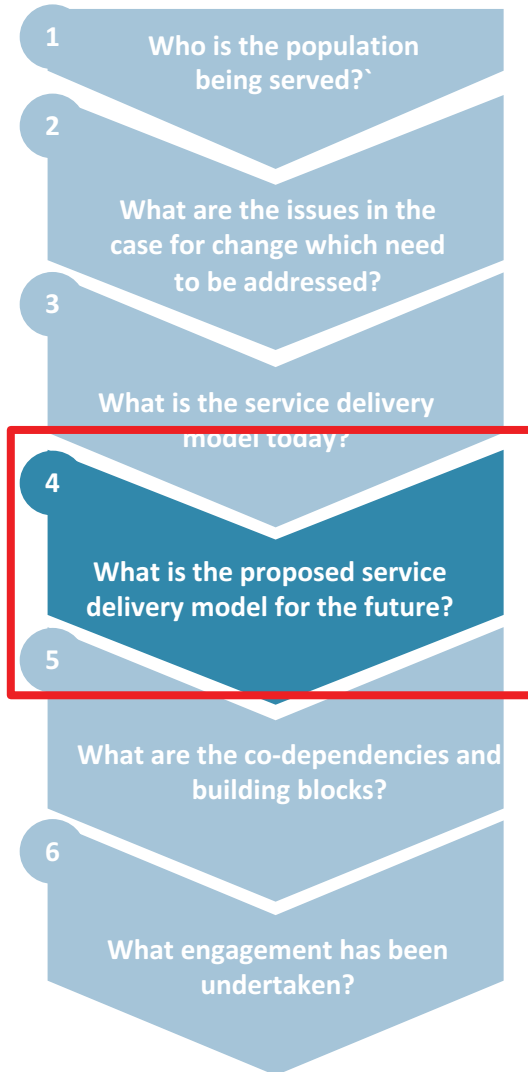 1
Who is the population
being served?`
2
What are the issues in the
case for change which need
to be addressed?
3
What is the service delivery
model today?
4
What is the proposed service
delivery model for the future?
5
What are the co-dependencies and
building blocks?
6
What engagement has been
undertaken?